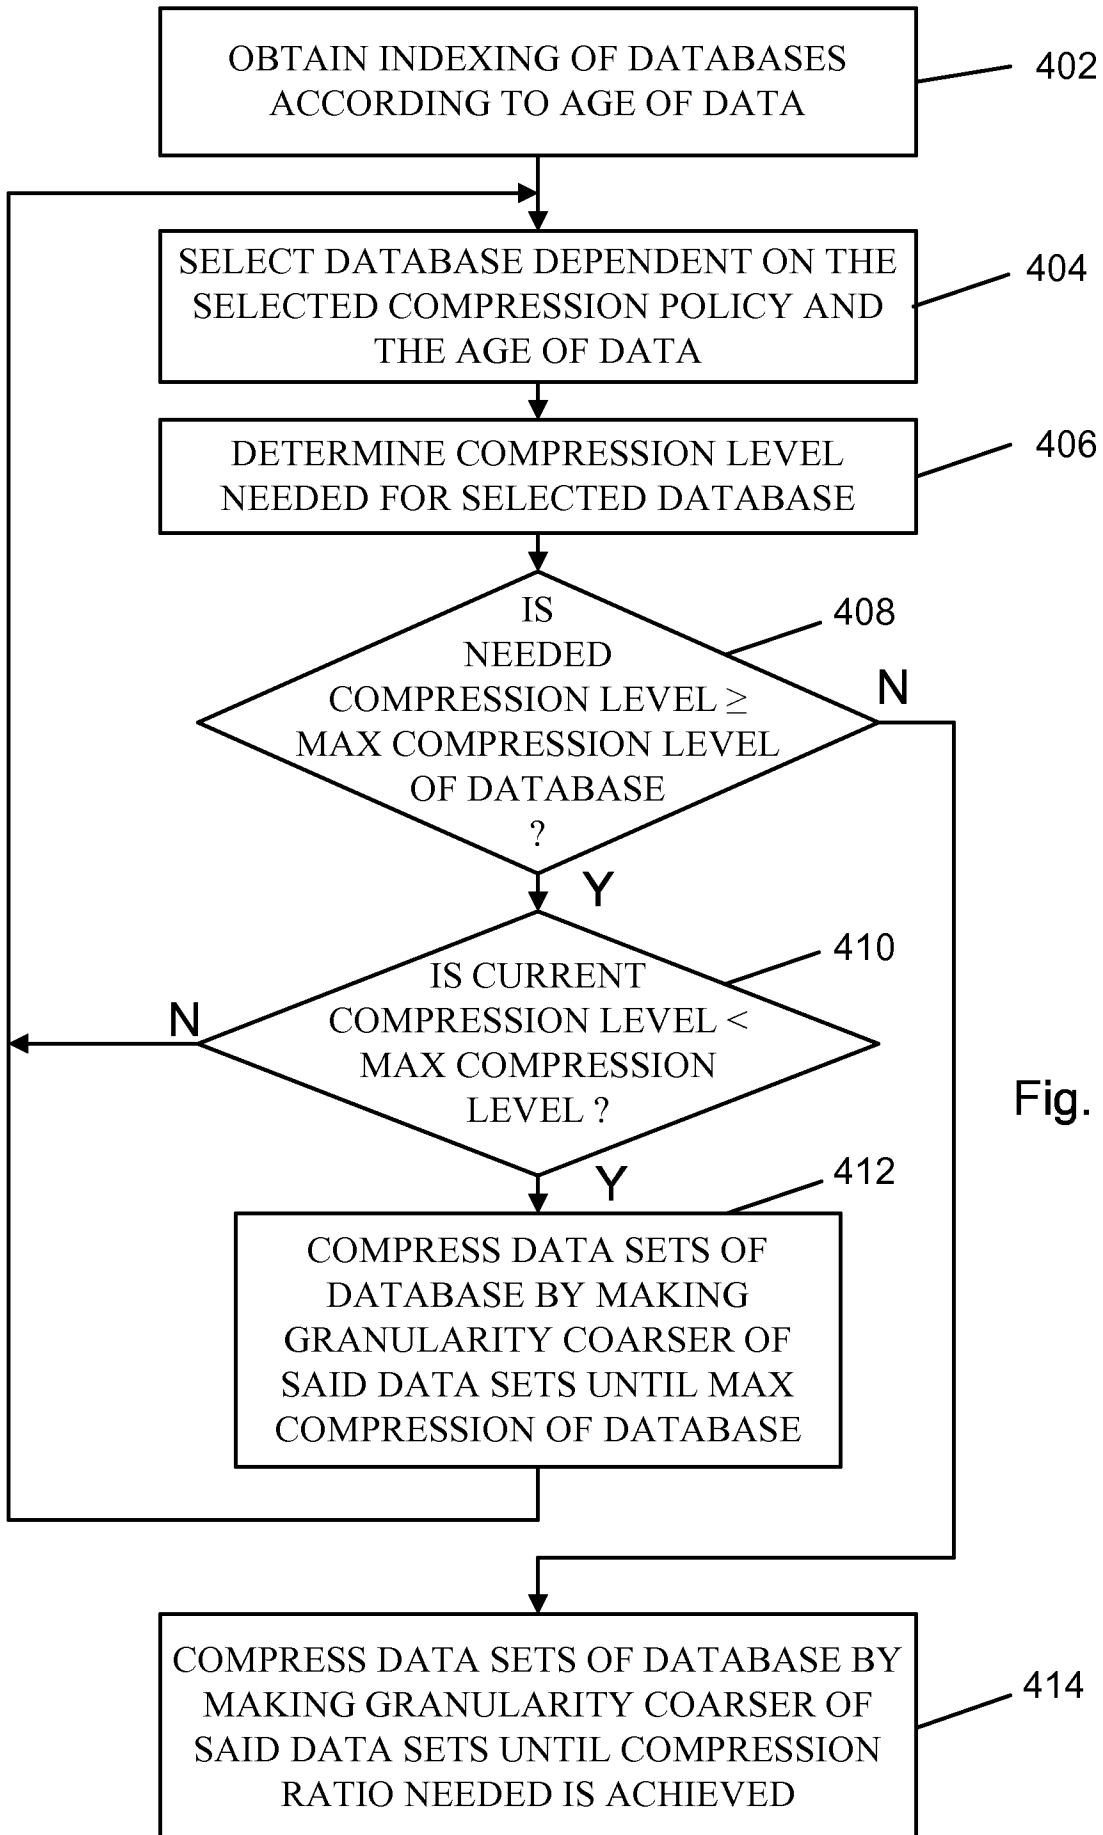 OBTAIN INDEXING OF DATABASES
ACCORDING TO AGE OF DATA
402
SELECT DATABASE DEPENDENT ON THE
SELECTED COMPRESSION POLICY AND
THE AGE OF DATA
404
DETERMINE COMPRESSION LEVEL
NEEDED FOR SELECTED DATABASE
406
IS
NEEDED
COMPRESSION LEVEL ≥
MAX COMPRESSION LEVEL
OF DATABASE
?
408
N
Y
IS CURRENT
COMPRESSION LEVEL <
MAX COMPRESSION
LEVEL ?
410
N
Y
Fig.
COMPRESS DATA SETS OF
DATABASE BY MAKING
GRANULARITY COARSER OF
SAID DATA SETS UNTIL MAX
COMPRESSION OF DATABASE
412
COMPRESS DATA SETS OF DATABASE BY
MAKING GRANULARITY COARSER OF
SAID DATA SETS UNTIL COMPRESSION
RATIO NEEDED IS ACHIEVED
414